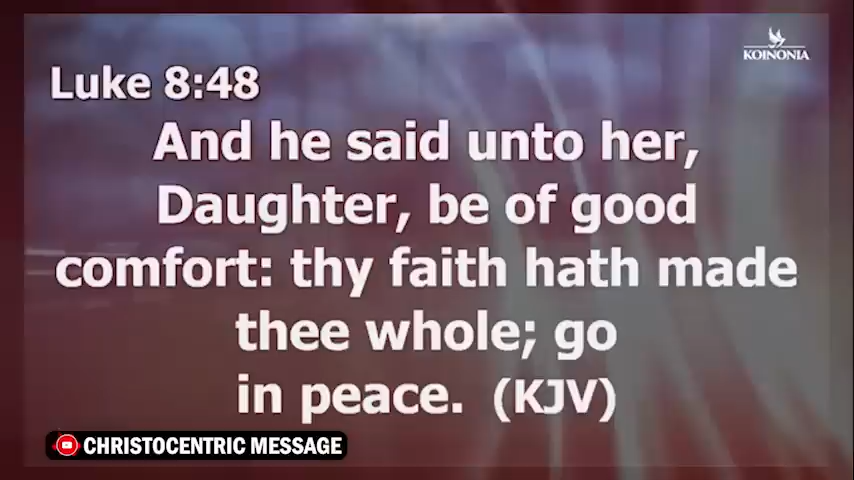 KOINONIA
Luke 8:48
And he said unto her,
Daughter, be of good
comfort: thy faith hath made
thee whole; go
in peace. (KJV)
CHRISTOCENTRIC MESSAGE